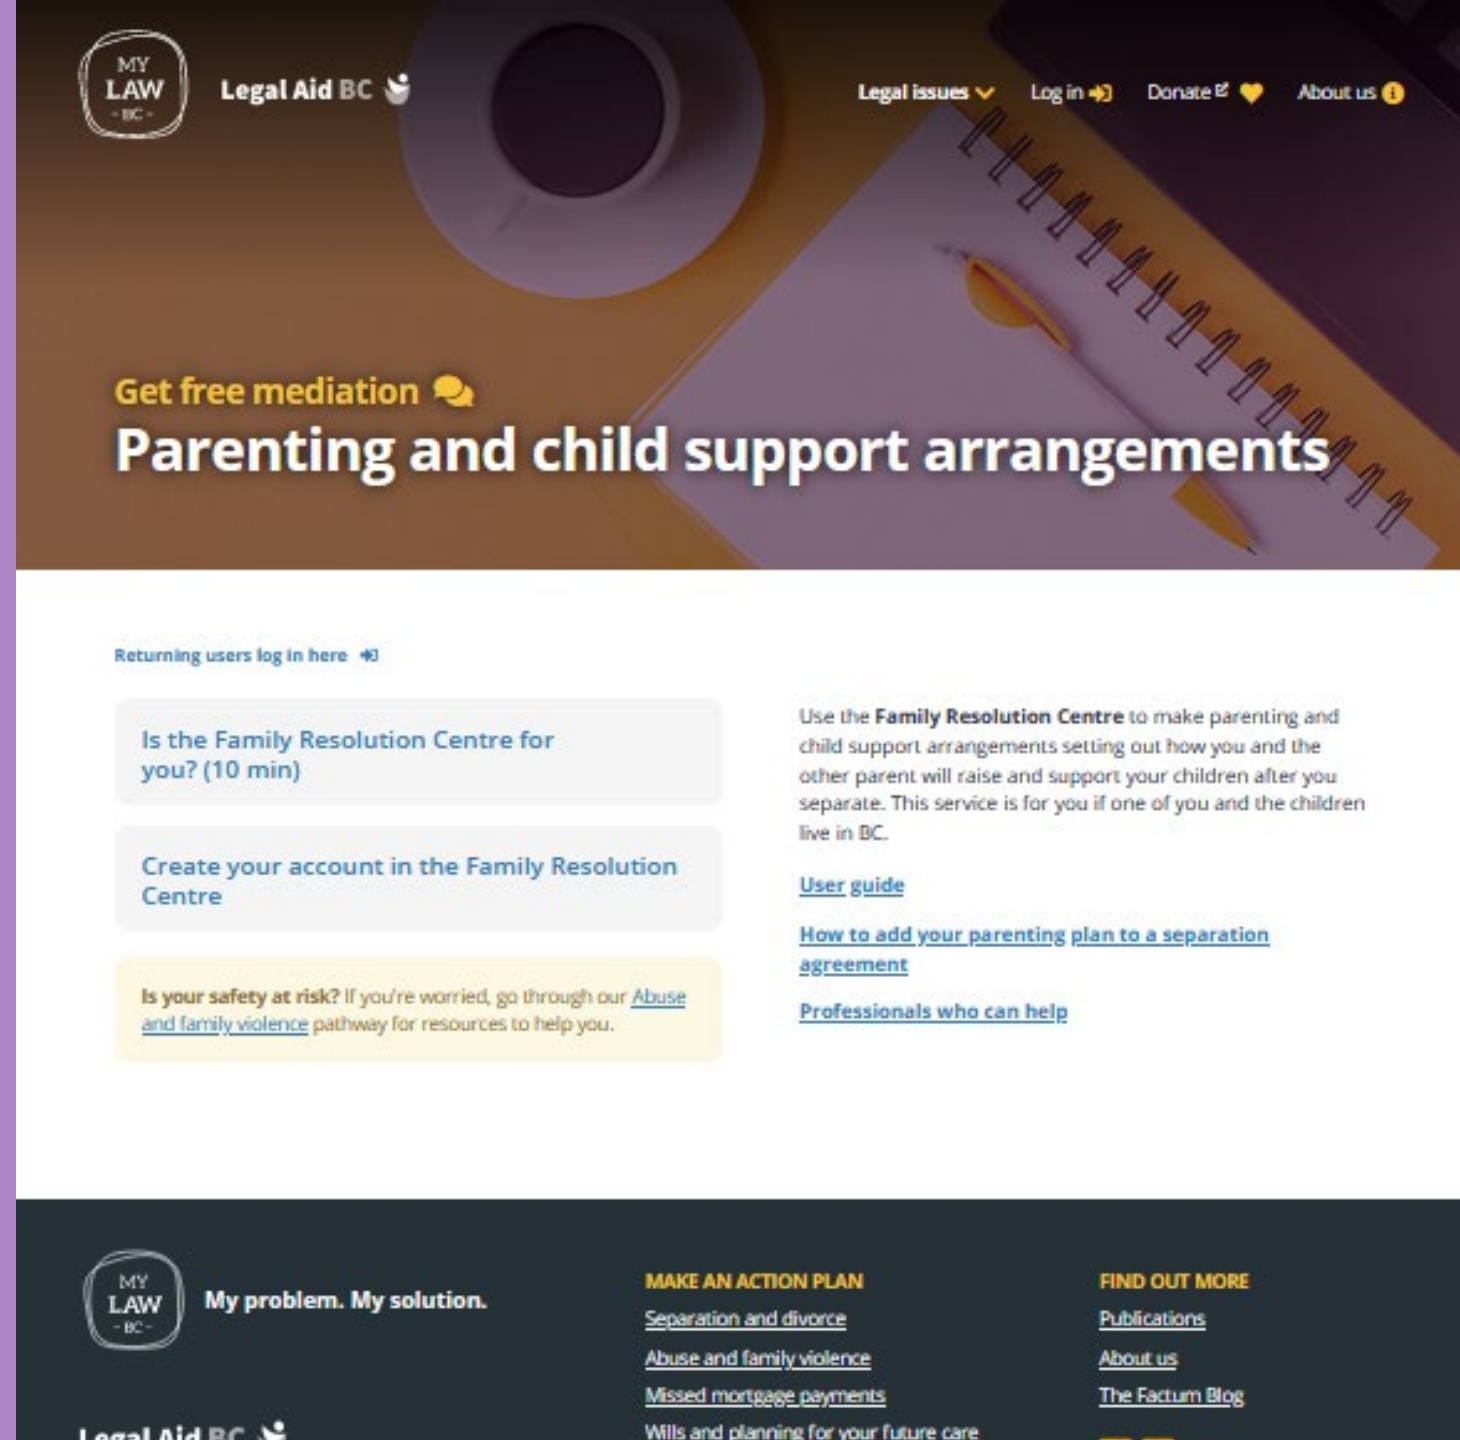 MY
LAW
- BC -
Legal Aid BC
Legal issues
Log in
Donate
About us
Get free mediation
Parenting and child support arrangements
Returning users log in here
Is the Family Resolution Centre for
you? (10 min)
Create your account in the Family Resolution
Centre
Is your safety at risk? If you're worried, go through our Abuse
and family violence pathway for resources to help you.
Use the Family Resolution Centre to make parenting and
child support arrangements setting out how you and the
other parent will raise and support your children after you
separate. This service is for you if one of you and the children
live in BC.
User guide
How to add your parenting plan to a separation
agreement
Professionals who can help
MY
LAW
- BC -
My problem. My solution.
Legal Aid BC
MAKE AN ACTION PLAN
Separation and divorce
Abuse and family violence
Missed mortgage payments
Wills and planning for your future care
FIND OUT MORE
Publications
About us
The Factum Blog